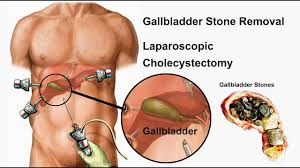 Gallbladder Stone Removal
Laparoscopic
Cholecystectomy
Gallbladder Stones
Gallbladder